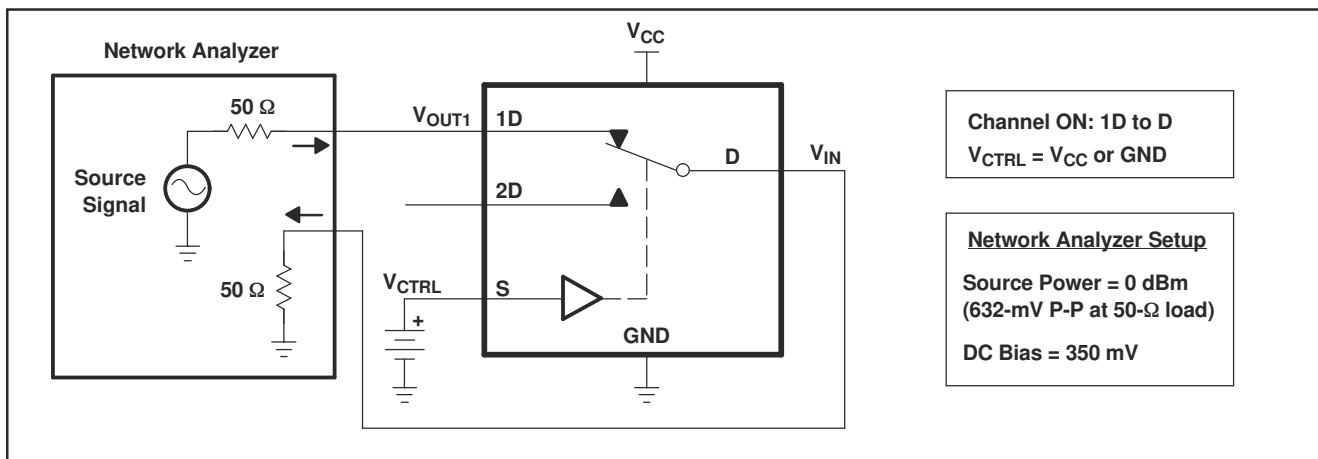 V_CC
Network Analyzer
50 Ω
V_OUT1
1D
D
V_IN
Source
Signal
2D
50 Ω
V_CTRL
S
+
GND
Channel ON: 1D to D
V_CTRL = V_CC or GND
Network Analyzer Setup
Source Power = 0 dBm
(632-mV P-P at 50-Ω load)
DC Bias = 350 mV